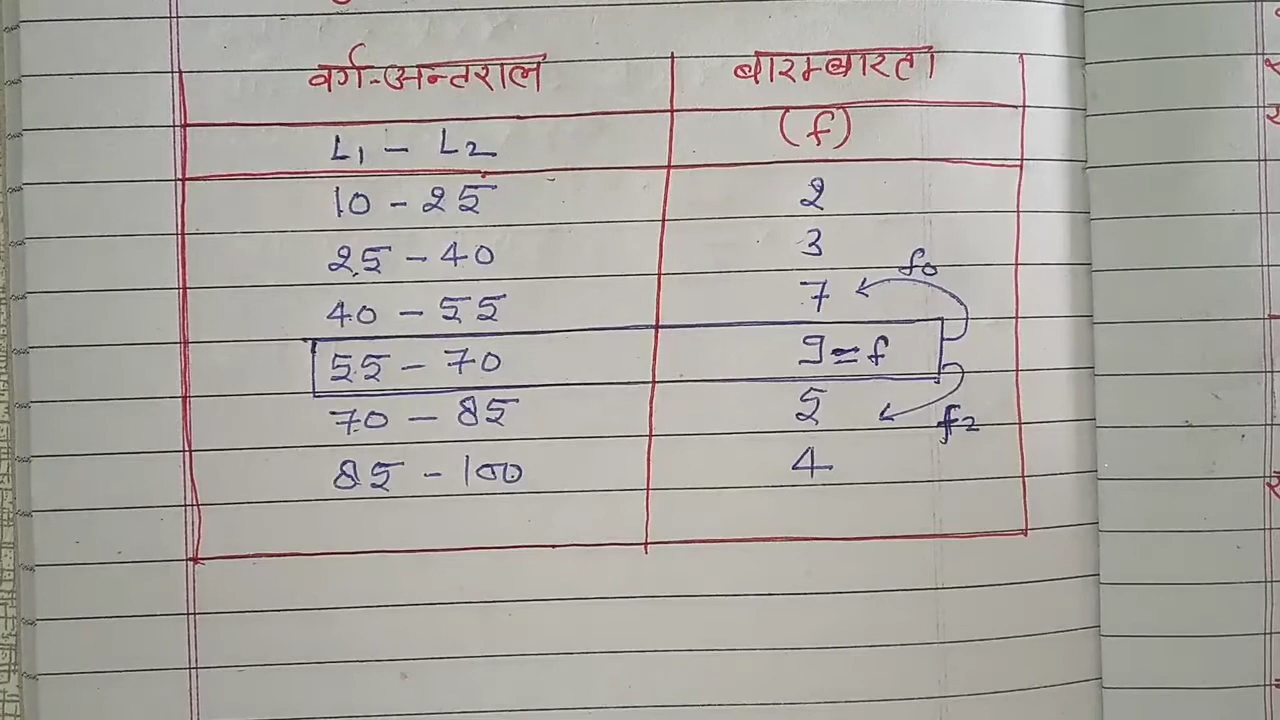 वर्ग-अन्तराल बारम्बारता
L₁ - L₂ (f)
10 - 25 2
25 - 40 3
f₀
40 - 55 7
55 - 70 9 = f
70 - 85 5
f₂
85 - 100 4